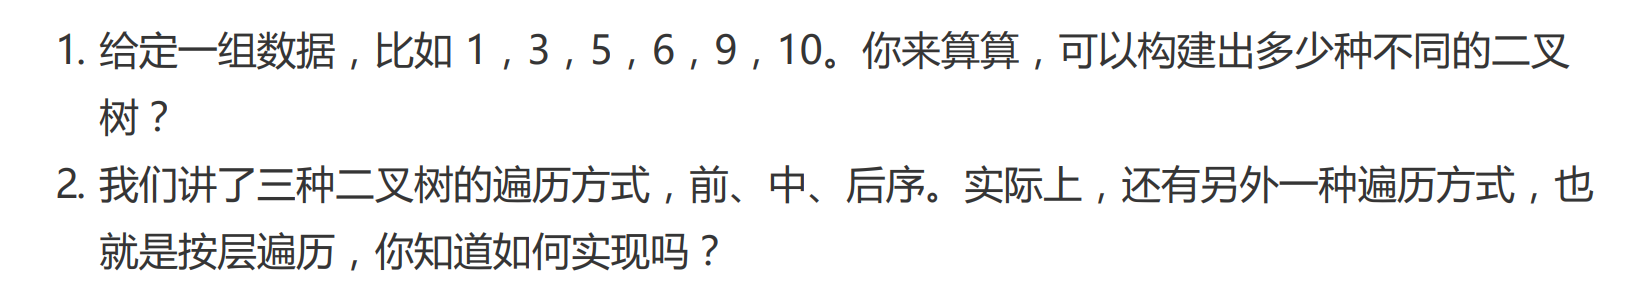 1. 给定一组数据，比如 1，3，5，6，9，10。你来算算，可以构建出多少种不同的二叉
树？
2. 我们讲了三种二叉树的遍历方式，前、中、后序。实际上，还有另外一种遍历方式，也
就是按层遍历，你知道如何实现吗？